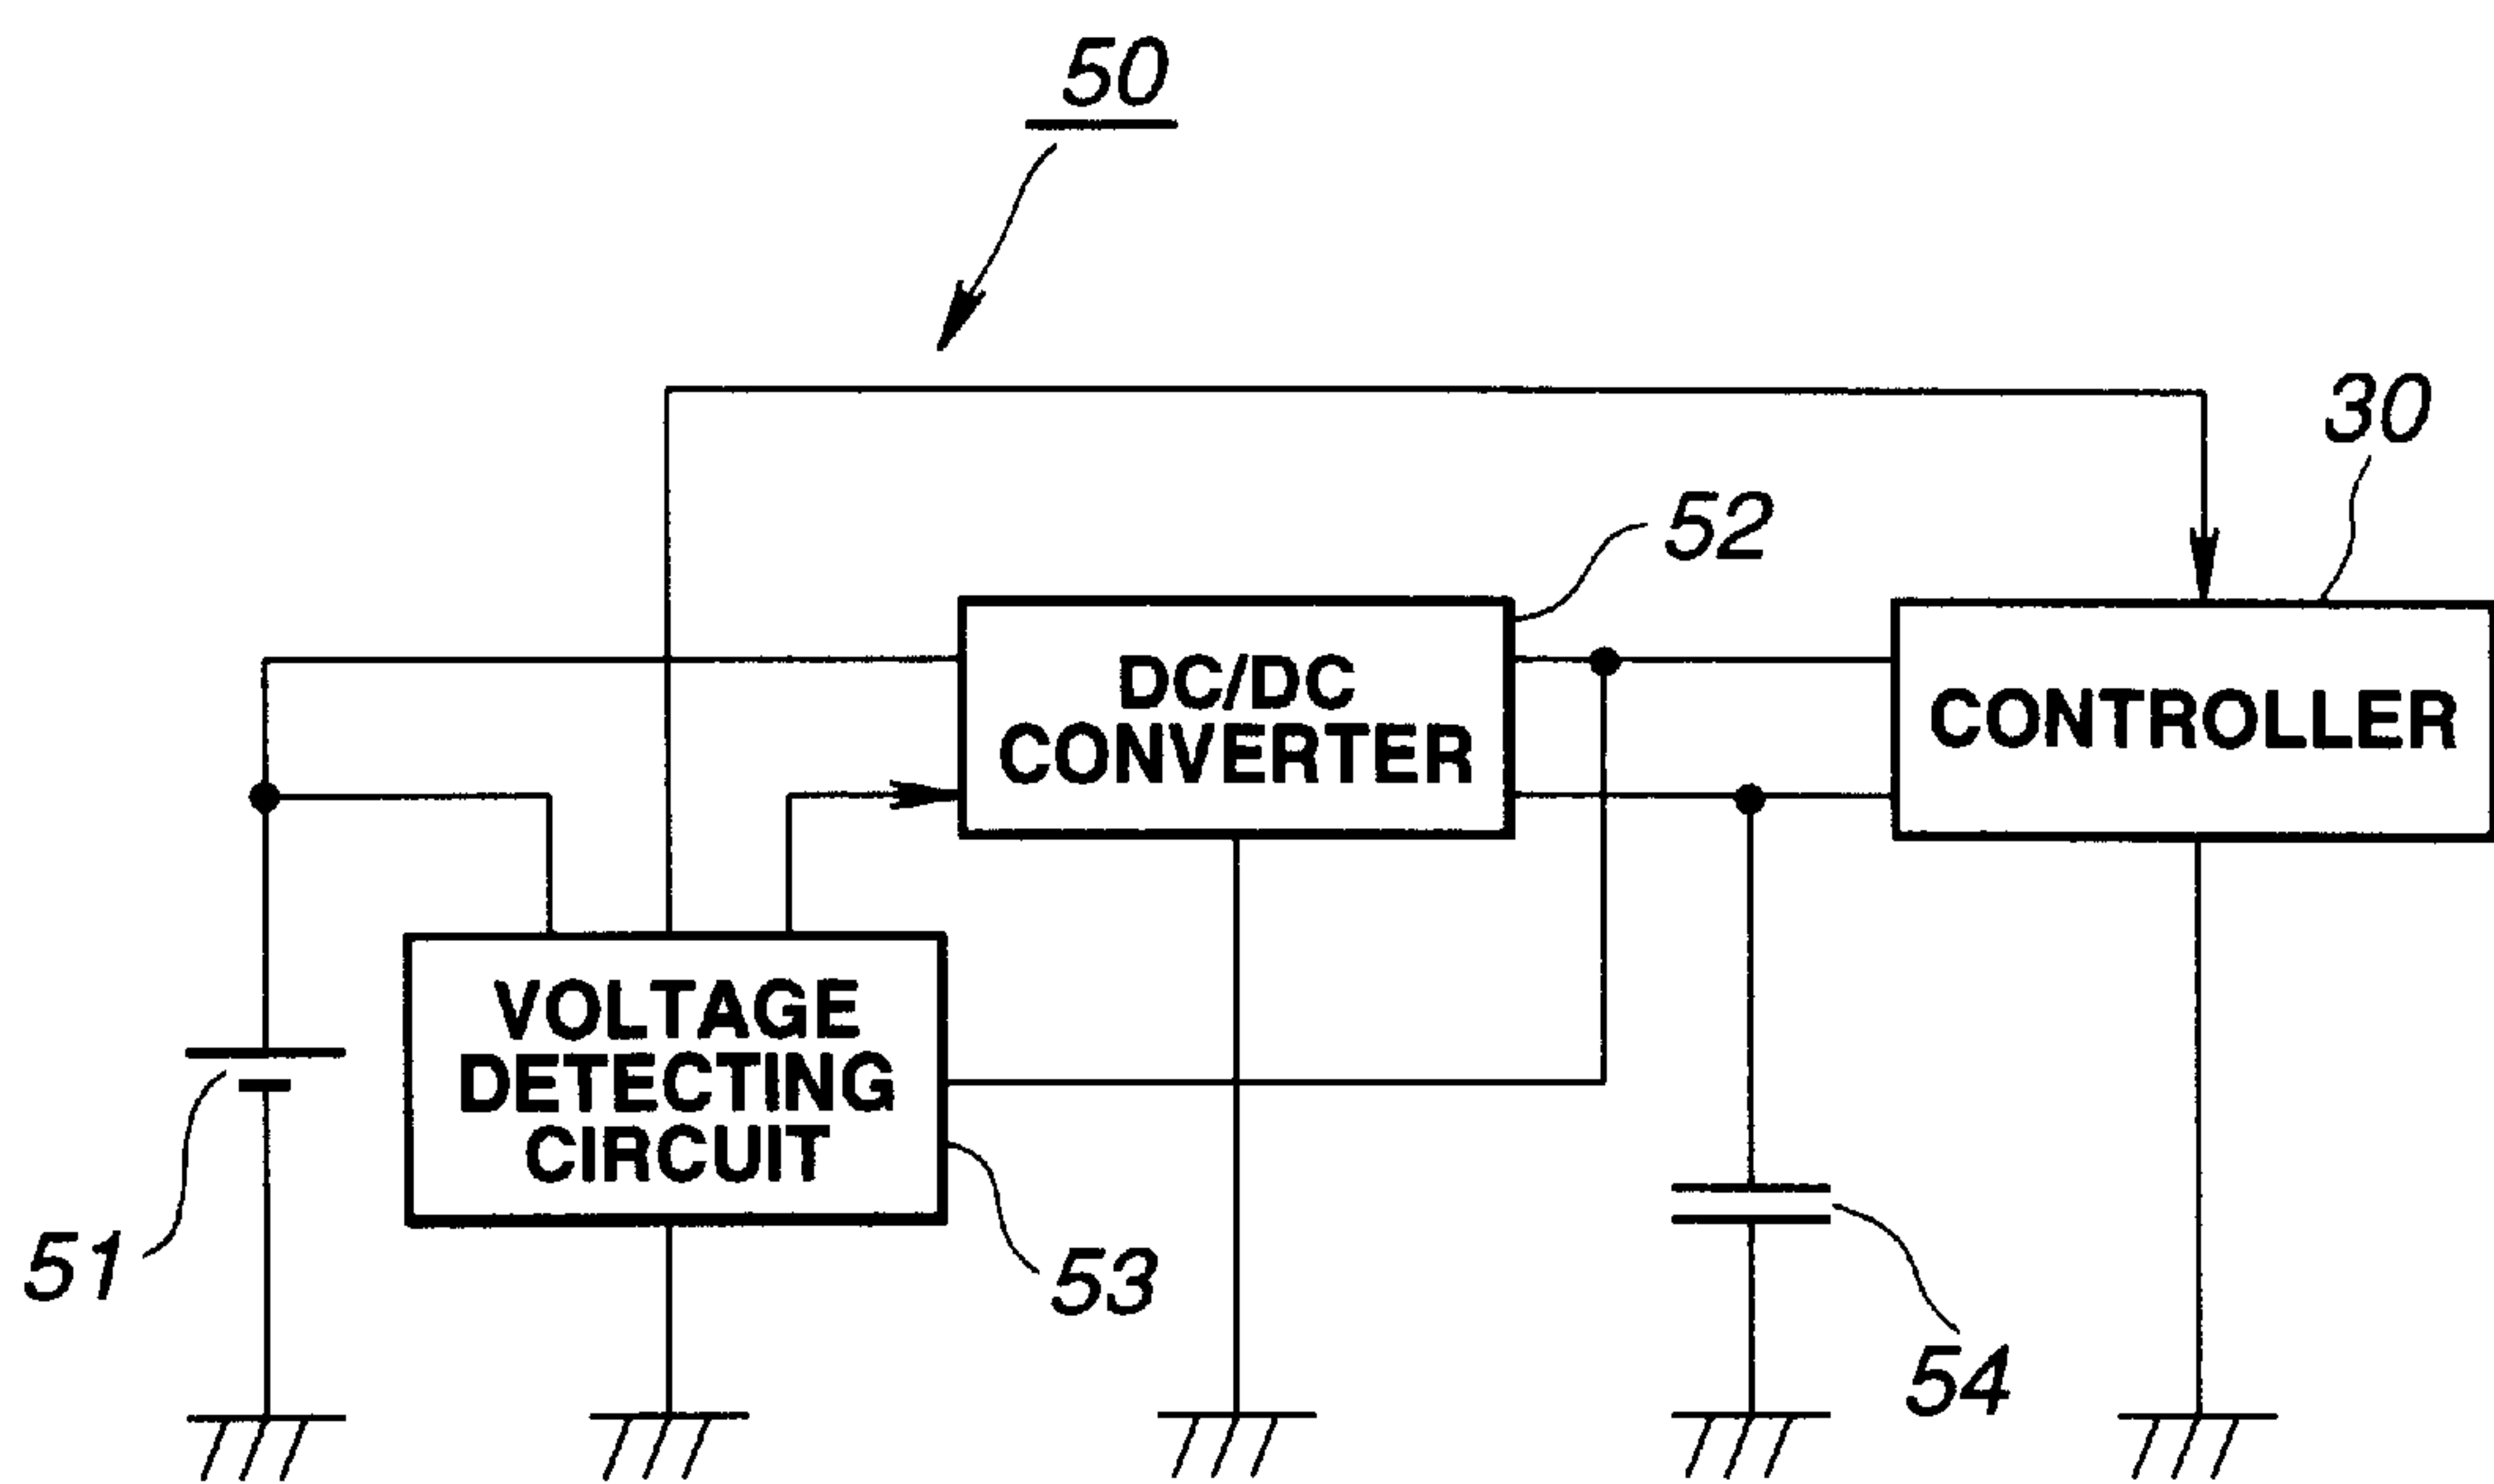 50
30
52
DC/DC
CONVERTER
CONTROLLER
VOLTAGE
DETECTING
CIRCUIT
51
53
54